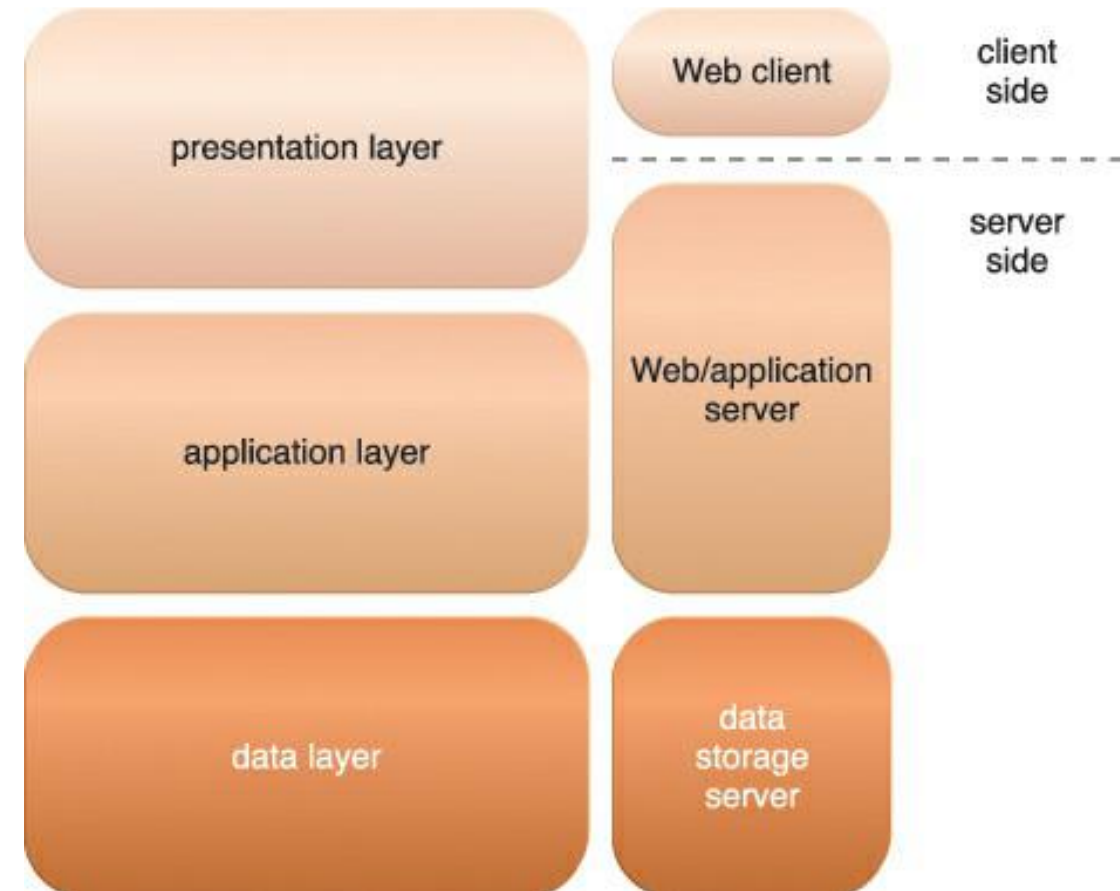 presentation layer
Web client
client
side
server
side
application layer
Web/application
server
data layer
data
storage
server